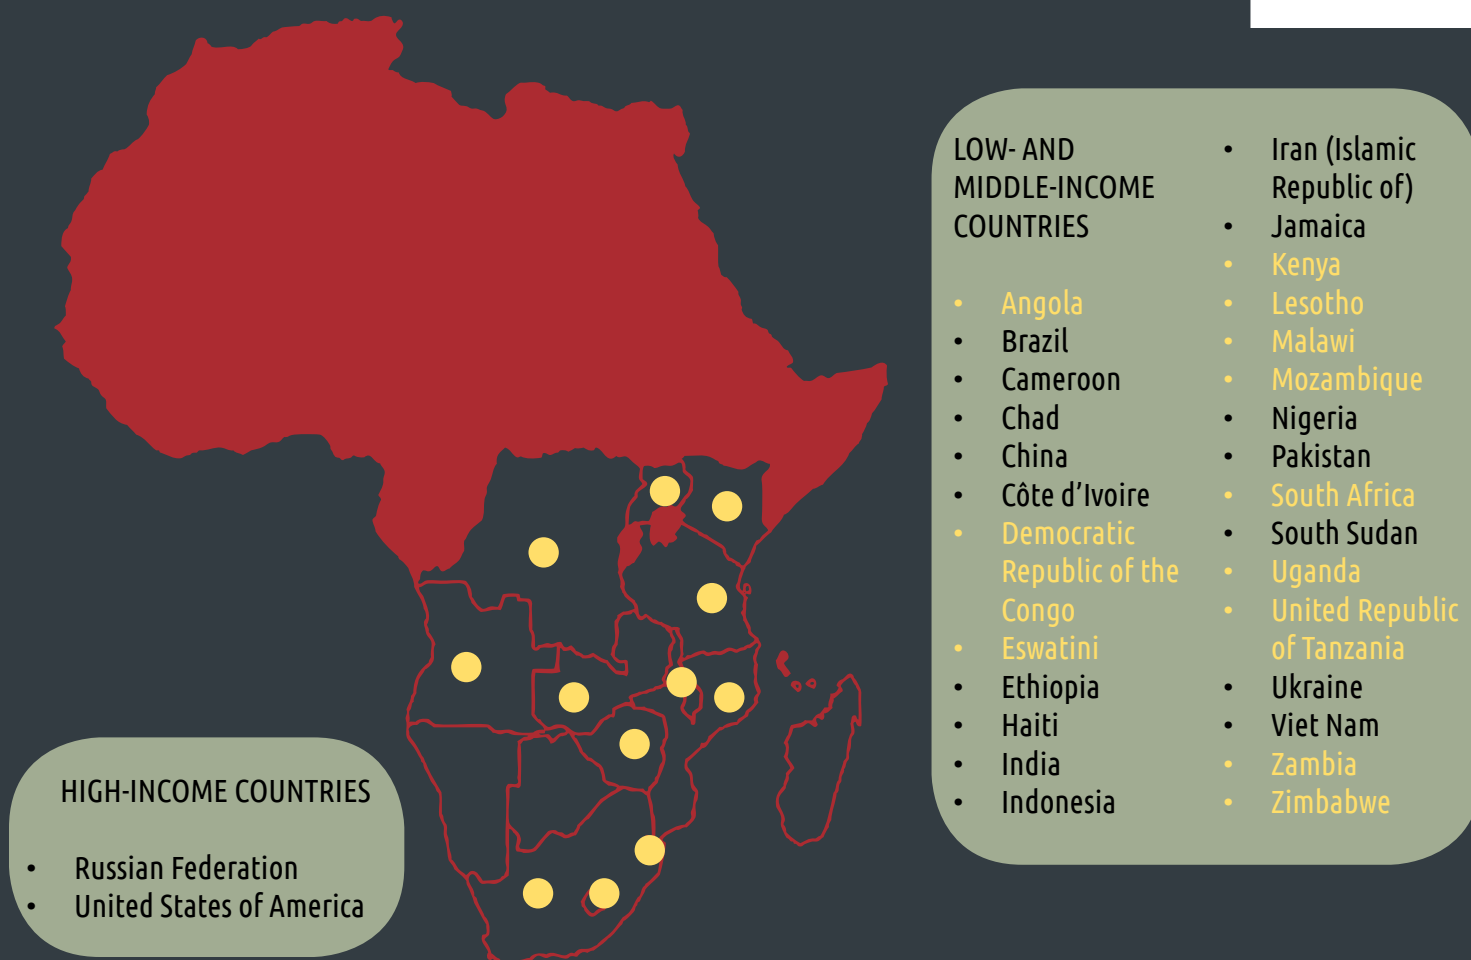 LOW- AND
MIDDLE-INCOME
COUNTRIES
• Angola
• Brazil
• Cameroon
• Chad
• China
• Côte d’Ivoire
• Democratic
Republic of the
Congo
• Eswatini
• Ethiopia
• Haiti
• India
• Indonesia
• Iran (Islamic
Republic of)
• Jamaica
• Kenya
• Lesotho
• Malawi
• Mozambique
• Nigeria
• Pakistan
• South Africa
• South Sudan
• Uganda
• United Republic
of Tanzania
• Ukraine
• Viet Nam
• Zambia
• Zimbabwe
HIGH-INCOME COUNTRIES
• Russian Federation
• United States of America